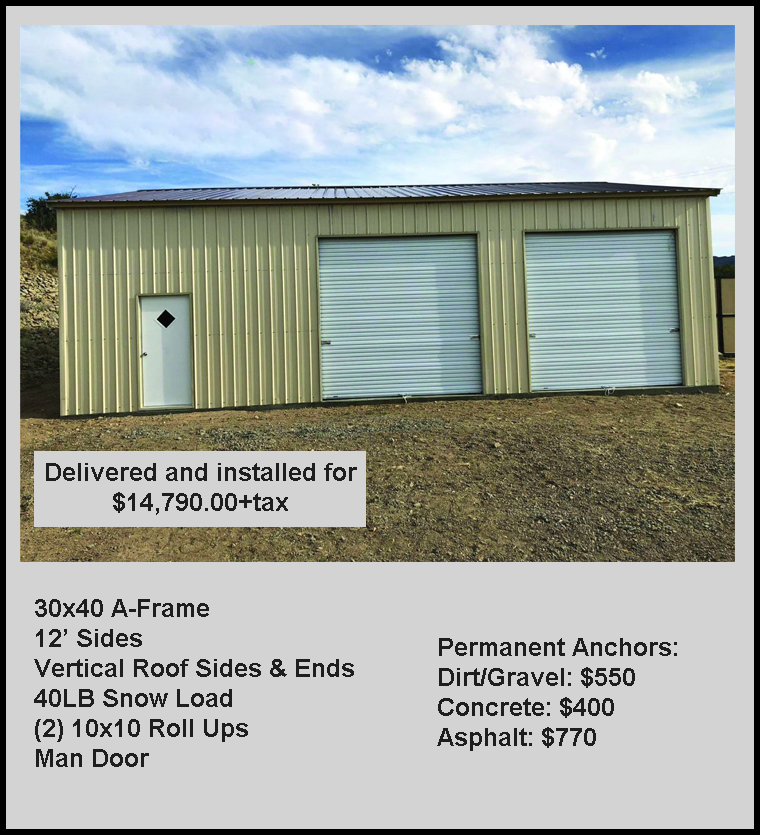 Delivered and installed for
$14,790.00+tax
30x40 A-Frame
12’ Sides
Vertical Roof Sides & Ends
40LB Snow Load
(2) 10x10 Roll Ups
Man Door
Permanent Anchors:
Dirt/Gravel: $550
Concrete: $400
Asphalt: $770